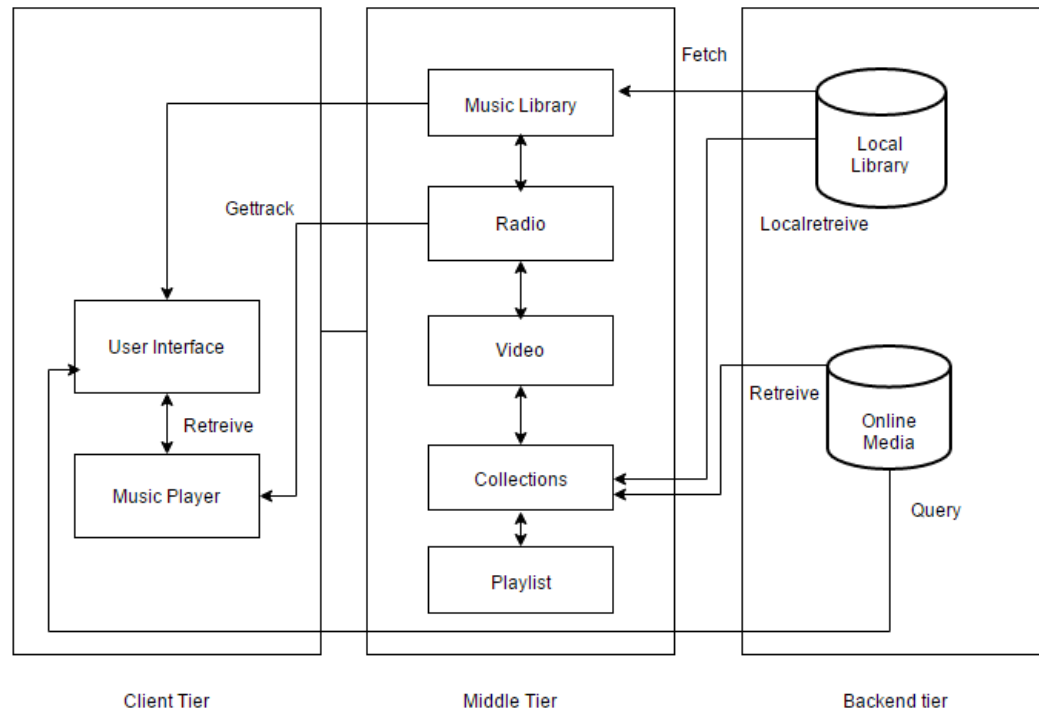 Fetch
Music Library
Local
Library
Gettrack
Radio
Localretreive
User Interface
Video
Retreive
Retreive
Online
Media
Music Player
Collections
Query
Playlist
Client Tier
Middle Tier
Backend tier